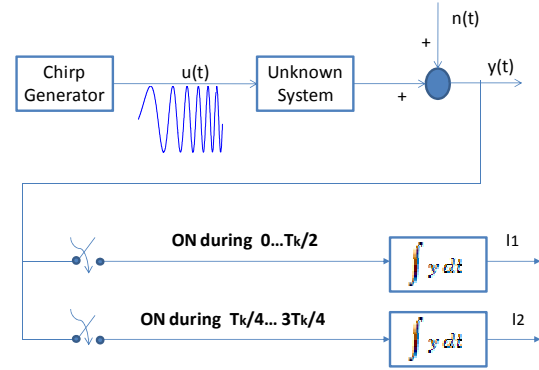 n(t)
+
Chirp
Generator
u(t)
Unknown
System
+
y(t)
ON during 0...Tk/2
∫ y dt
I1
ON during Tk/4... 3Tk/4
∫ y dt
I2